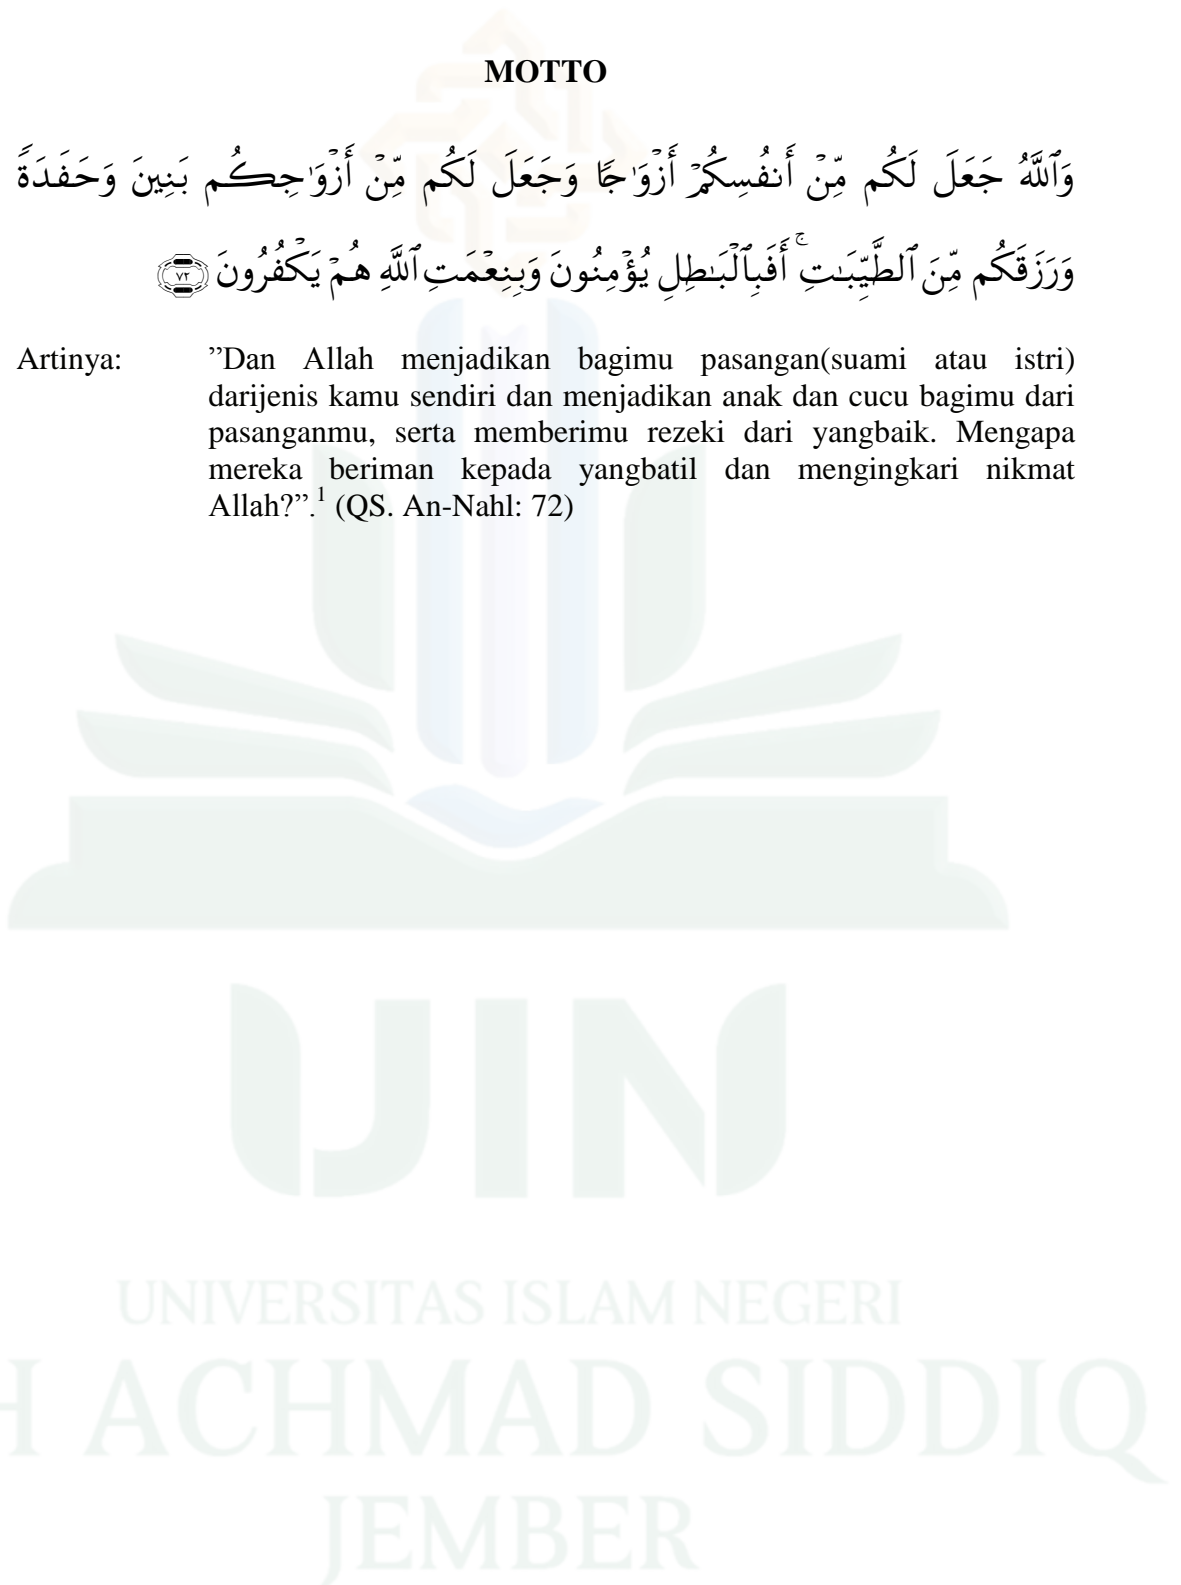 MOTTO
وَٱللَّهُ جَعَلَ لَكُم مِّنْ أَنفُسِكُمْ أَزْوَٰجًا وَجَعَلَ لَكُم مِّنْ أَزْوَٰجِكُم بَنِينَ وَحَفَدَةً
وَرَزَقَكُم مِّنَ ٱلطَّيِّبَـٰتِ ۚ أَفَبِٱلْبَـٰطِلِ يُؤْمِنُونَ وَبِنِعْمَتِ ٱللَّهِ هُمْ يَكْفُرُونَ ٧٢
Artinya: ”Dan Allah menjadikan bagimu pasangan(suami atau istri)
darijenis kamu sendiri dan menjadikan anak dan cucu bagimu dari
pasanganmu, serta memberimu rezeki dari yangbaik. Mengapa
mereka beriman kepada yangbatil dan mengingkari nikmat
Allah?”.1 (QS. An-Nahl: 72)
UIN
UNIVERSITAS ISLAM NEGERI
H ACHMAD SIDDIQ
JEMBER